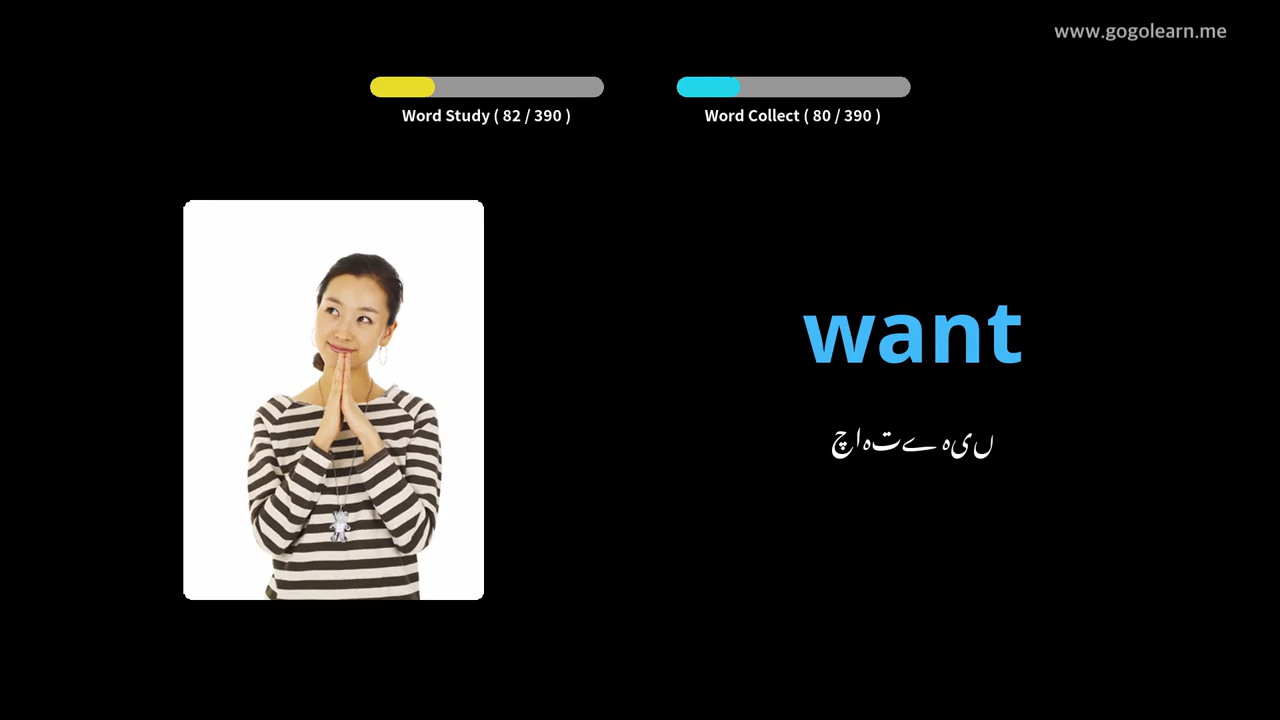 www.gogolearn.me
Word Study ( 82 / 390 )
Word Collect ( 80 / 390 )
want
چاہتے ہیں